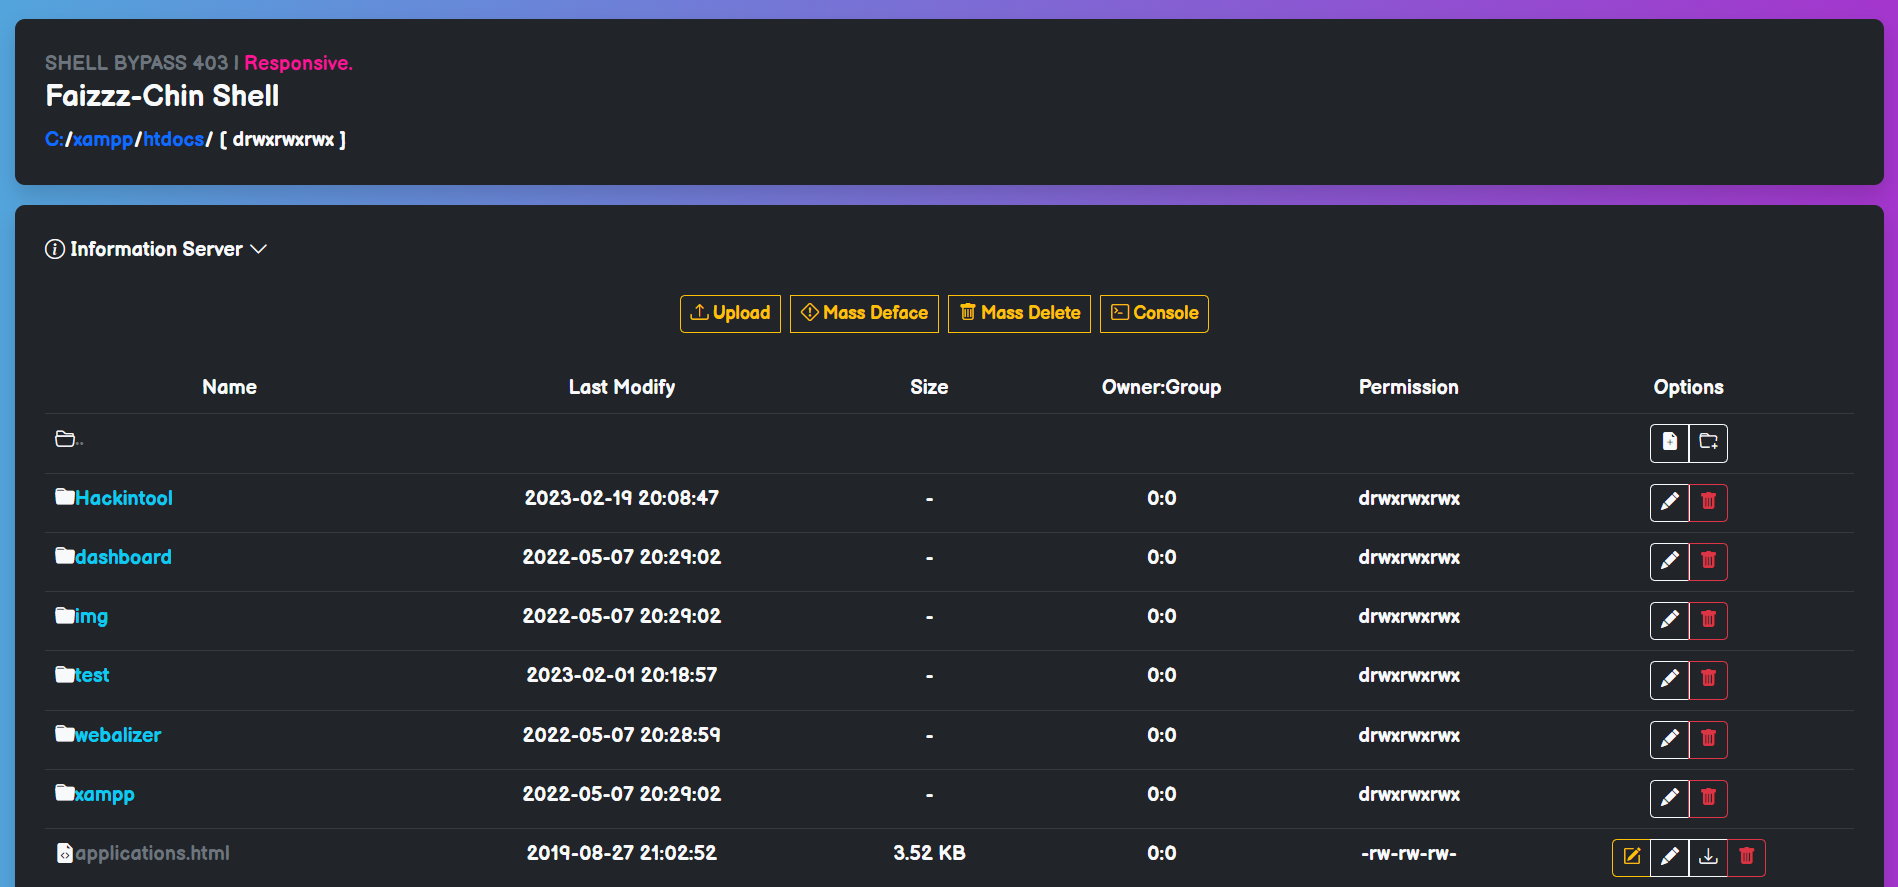 SHELL BYPASS 403 | Responsive.
Faizzz-Chin Shell
C:/xampp/htdocs/ [ drwxrwxrwx ]
Information Server
Upload Mass Deface Mass Delete Console
Name Last Modify Size Owner:Group Permission Options
..
Hackintool 2023-02-19 20:08:47 - 0:0 drwxrwxrwx
dashboard 2022-05-07 20:29:02 - 0:0 drwxrwxrwx
img 2022-05-07 20:29:02 - 0:0 drwxrwxrwx
test 2023-02-01 20:18:57 - 0:0 drwxrwxrwx
webalizer 2022-05-07 20:28:59 - 0:0 drwxrwxrwx
xampp 2022-05-07 20:29:02 - 0:0 drwxrwxrwx
applications.html 2019-08-27 21:02:52 3.52 KB 0:0 -rw-rw-rw-